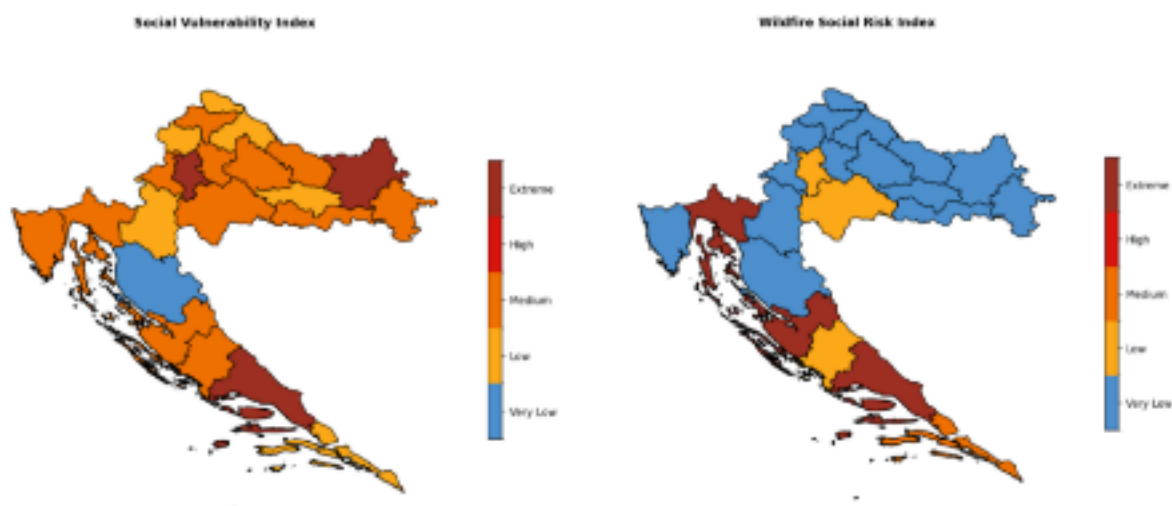 Social Vulnerability Index
Extreme
High
Medium
Low
Very Low
Wildfire Social Risk Index
Extreme
High
Medium
Low
Very Low